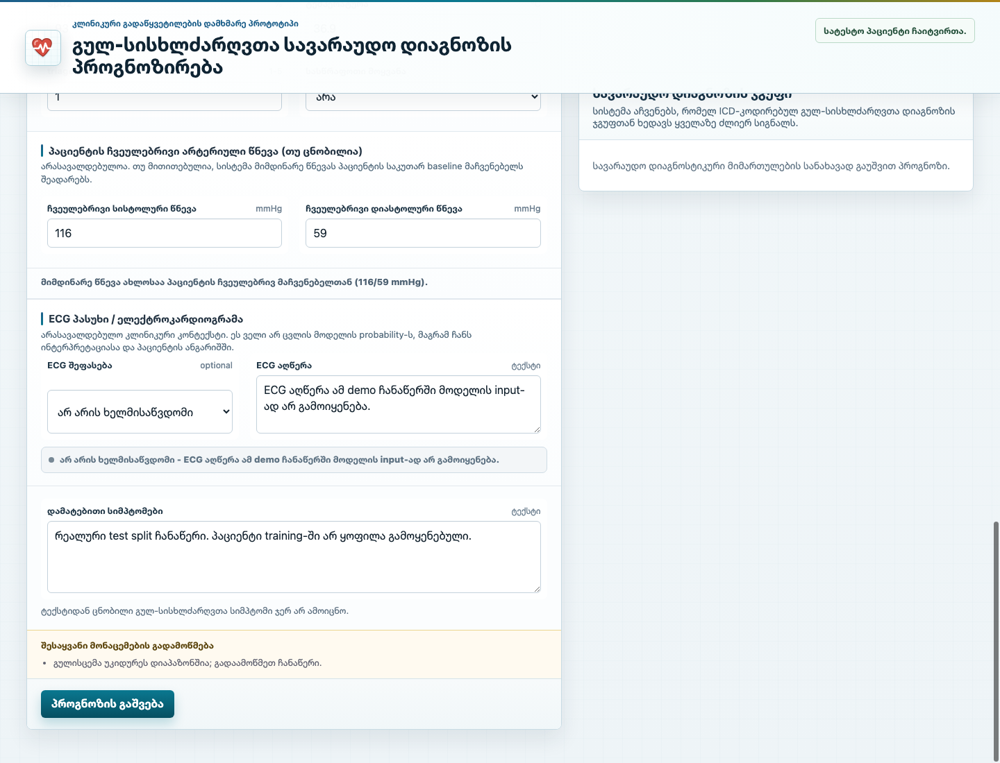 კლინიკური გადაწყვეტილების დამხმარე პროტოტიპი
გულ-სისხლძარღვთა სავარაუდო დიაგნოზის
პროგნოზირება
სატესტო პაციენტი ჩაიტვირთა.
1
არა
პაციენტის ჩვეულებრივი არტერიული წნევა (თუ ცნობილია)
არასავალდებულოა. თუ მითითებულია, სისტემა მიმდინარე წნევას პაციენტის საკუთარ baseline მაჩვენებელს
შეადარებს.
ჩვეულებრივი სისტოლური წნევა mmHg
116
ჩვეულებრივი დიასტოლური წნევა mmHg
59
მიმდინარე წნევა ახლოსაა პაციენტის ჩვეულებრივ მაჩვენებელთან (116/59 mmHg).
ECG პასუხი / ელექტროკარდიოგრამა
არასავალდებულო კლინიკური კონტექსტი. ეს ველი არ ცვლის მოდელის probability-ს, მაგრამ ჩანს
ინტერპრეტაციასა და პაციენტის ანგარიშში.
ECG შეფასება optional
არ არის ხელმისაწვდომი
ECG აღწერა ტექსტი
ECG აღწერა ამ demo ჩანაწერში მოდელის input-
ად არ გამოიყენება.
არ არის ხელმისაწვდომი - ECG აღწერა ამ demo ჩანაწერში მოდელის input-ად არ გამოიყენება.
დამატებითი სიმპტომები ტექსტი
რეალური test split ჩანაწერი. პაციენტი training-ში არ ყოფილა გამოყენებული.
ტექსტიდან ცნობილი გულ-სისხლძარღვთა სიმპტომი ჯერ არ ამოიცნო.
შესაყვანი მონაცემების გადამოწმება
• გულისცემა უკიდურეს დიაპაზონშია; გადაამოწმეთ ჩანაწერი.
პროგნოზის გაშვება
სავარაუდო დიაგნოზის ჯგუფი
სისტემა აჩვენებს, რომელ ICD-კოდირებულ გულ-სისხლძარღვთა დიაგნოზის
ჯგუფთან ხედავს ყველაზე ძლიერ სიგნალს.
სავარაუდო დიაგნოსტიკური მიმართულების სანახავად გაუშვით პროგნოზი.